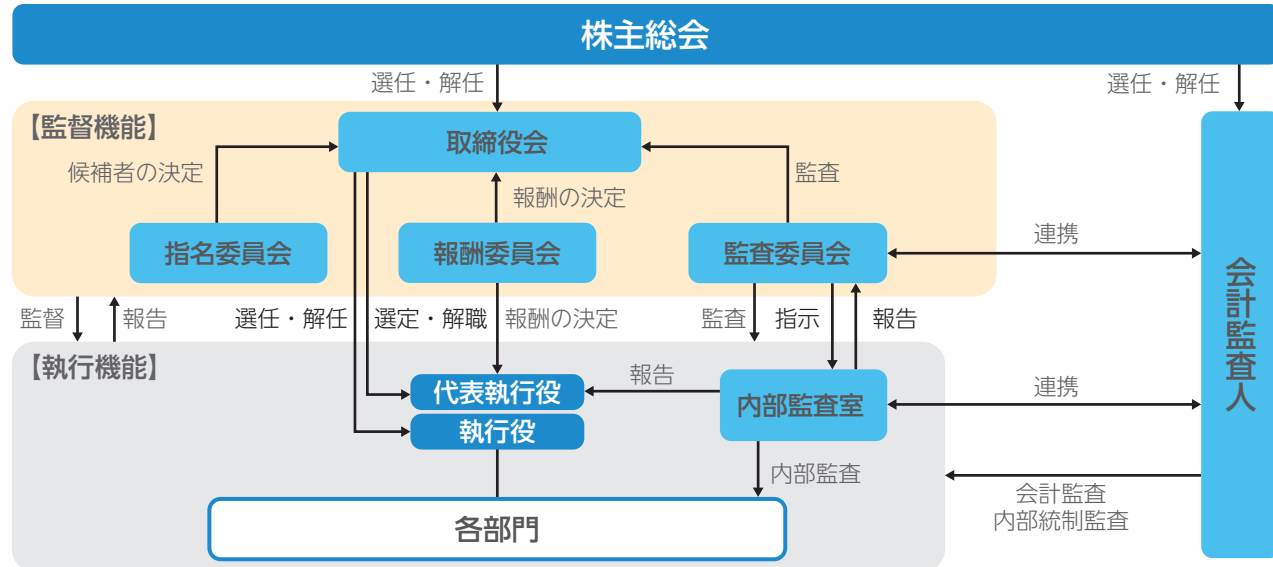 株主総会
選任・解任
選任・解任
【監督機能】
取締役会
候補者の決定
監査
報酬の決定
指名委員会
報酬委員会
監査委員会
連携
会計監査人
監督
報告
選任・解任
選定・解職
報酬の決定
監査
指示
報告
【執行機能】
代表執行役
報告
内部監査室
連携
執行役
内部監査
会計監査
内部統制監査
各部門